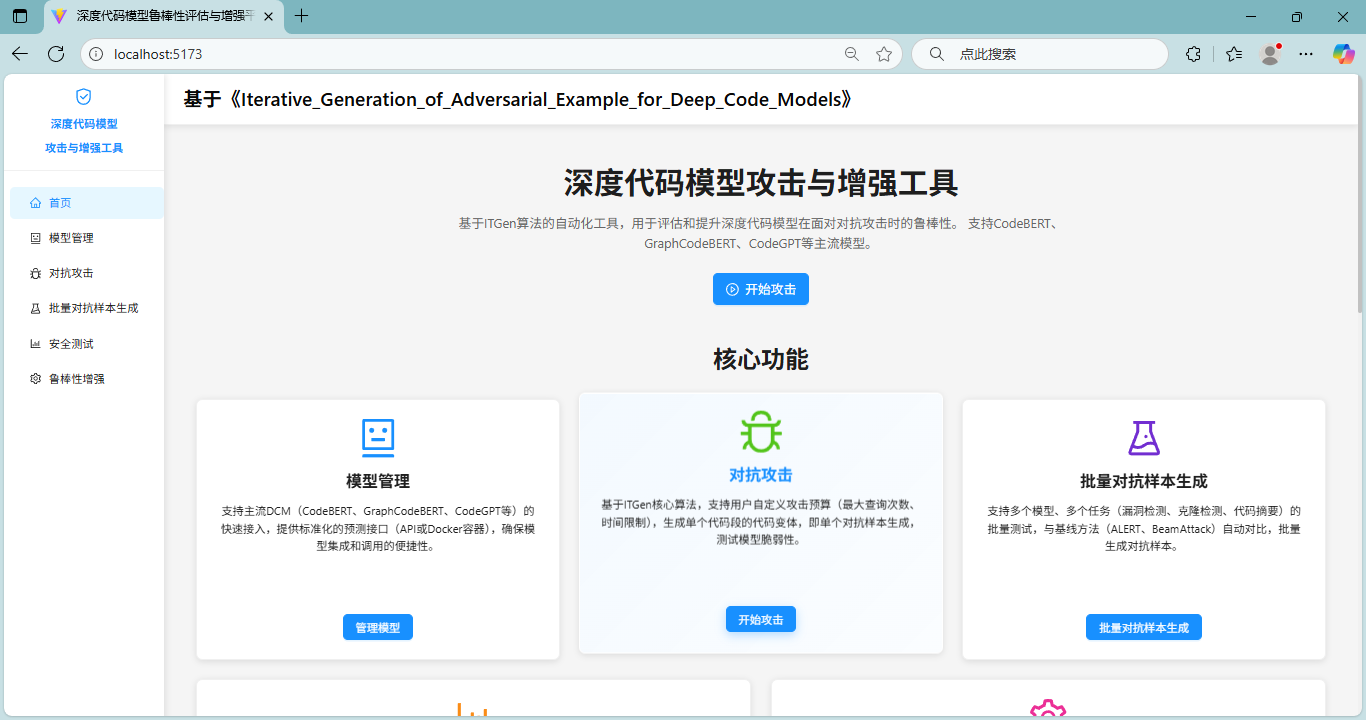 深度代码模型鲁棒性评估与增强平
localhost:5173
点此搜索
深度代码模型
攻击与增强工具
首页
模型管理
对抗攻击
批量对抗样本生成
安全测试
鲁棒性增强
基于《Iterative_Generation_of_Adversarial_Example_for_Deep_Code_Models》
深度代码模型攻击与增强工具
基于ITGen算法的自动化工具，用于评估和提升深度代码模型在面对对抗攻击时的鲁棒性。 支持CodeBERT、
GraphCodeBERT、CodeGPT等主流模型。
开始攻击
核心功能
模型管理
支持主流DCM（CodeBERT、GraphCodeBERT、CodeGPT等）的
快速接入，提供标准化的预测接口（API或Docker容器），确保模
型集成和调用的便捷性。
管理模型
对抗攻击
基于ITGen核心算法，支持用户自定义攻击预算（最大查询次数、
时间限制），生成单个代码段的代码变体，即单个对抗样本生成，
测试模型脆弱性。
开始攻击
批量对抗样本生成
支持多个模型、多个任务（漏洞检测、克隆检测、代码摘要）的
批量测试，与基线方法（ALERT、BeamAttack）自动对比，批量
生成对抗样本。
批量对抗样本生成